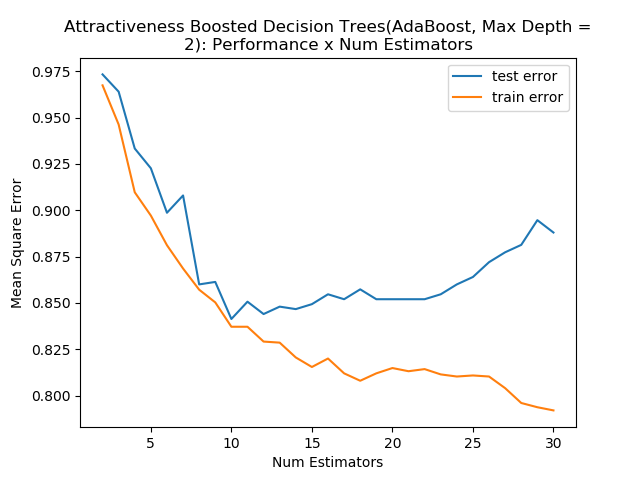 Attractiveness Boosted Decision Trees(AdaBoost, Max Depth =
2): Performance x Num Estimators
test error
train error
0.975
0.950
0.925
0.900
0.875
0.850
0.825
0.800
Mean Square Error
5
10
15
20
25
30
Num Estimators